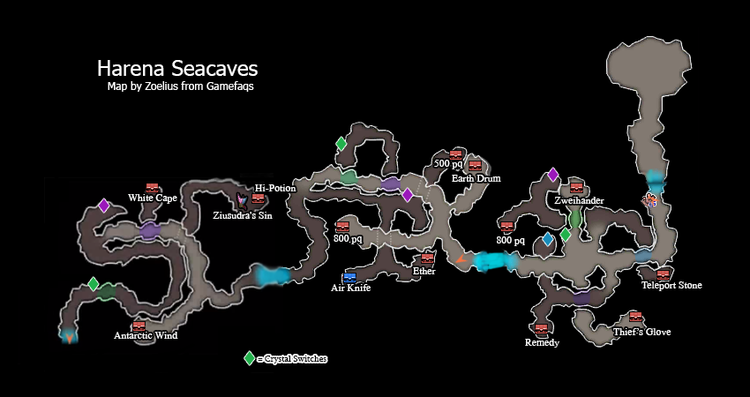 Harena Seacaves
Map by Zoelius from Gamefaqs
500 pq
Earth Drum
White Cape
Hi-Potion
Ziusudra's Sin
Zweihander
800 pq
800 pq
Ether
Air Knife
Teleport Stone
Antarctic Wind
Thief's Glove
Remedy
= Crystal Switches